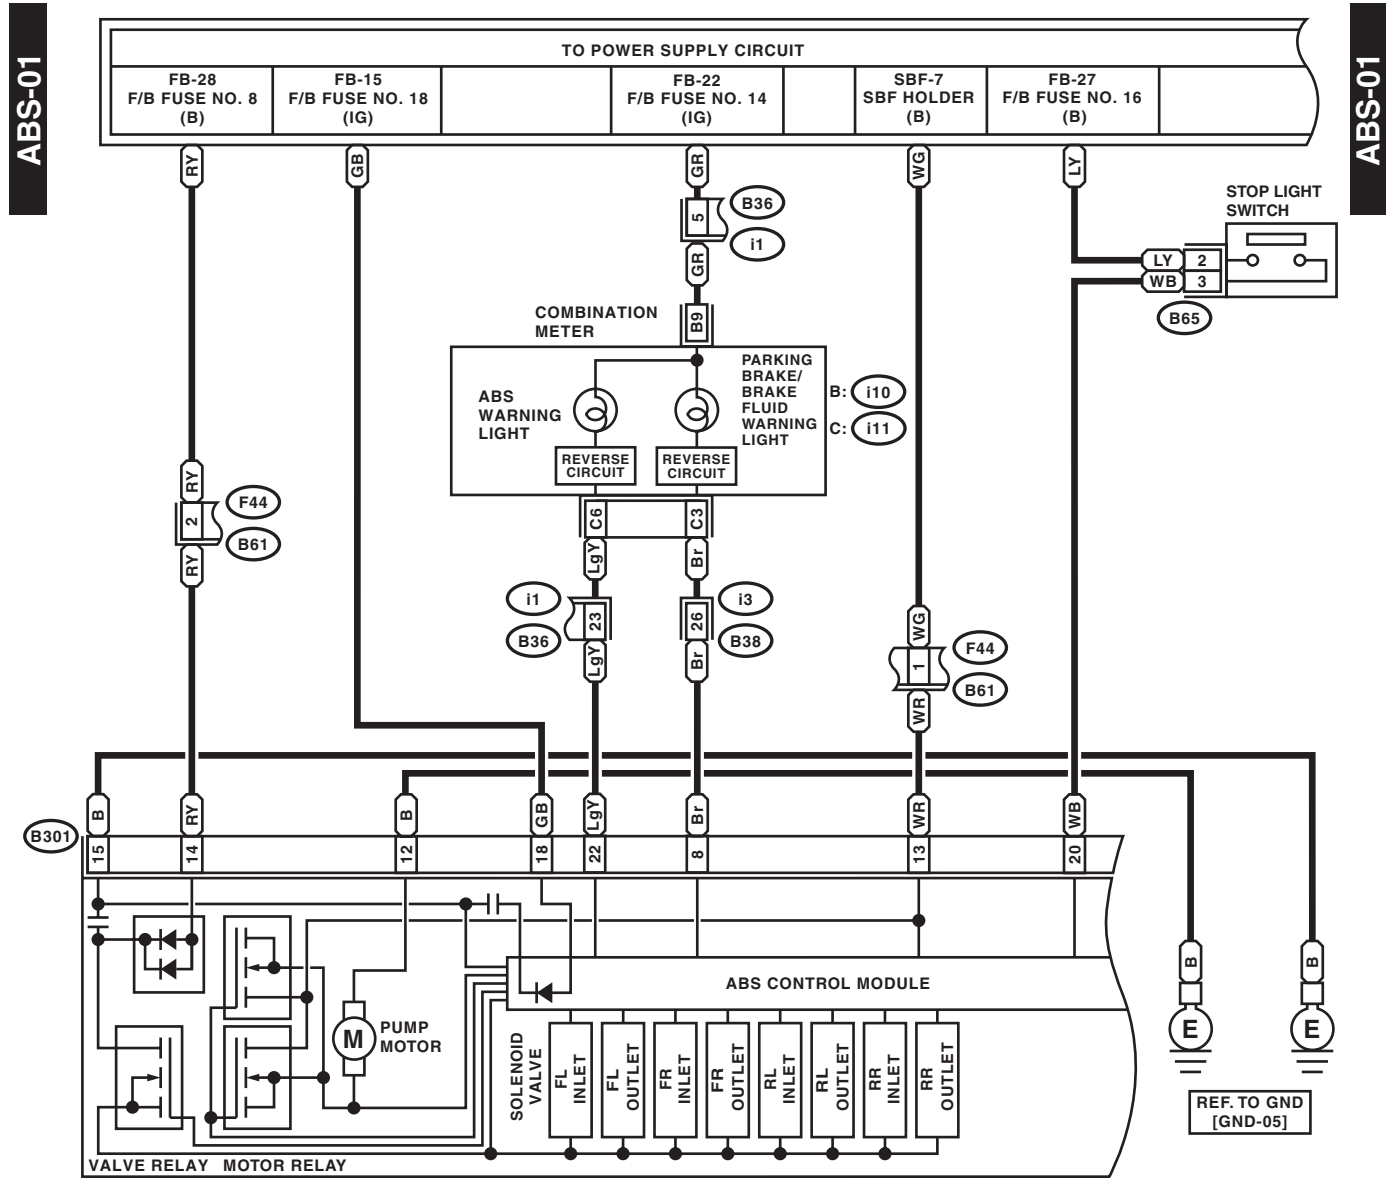 ABS-01
ABS-01
TO POWER SUPPLY CIRCUIT
FB-28
F/B FUSE NO. 8
(B)
FB-15
F/B FUSE NO. 18
(IG)
FB-22
F/B FUSE NO. 14
(IG)
SBF-7
SBF HOLDER
(B)
FB-27
F/B FUSE NO. 16
(B)
RY
GB
GR
WG
LY
5
B36
i1
GR
STOP LIGHT
SWITCH
LY
2
WB
3
B65
COMBINATION
METER
B9
ABS
WARNING
LIGHT
PARKING
BRAKE/
BRAKE
FLUID
WARNING
LIGHT
B: i10
C: i11
REVERSE
CIRCUIT
REVERSE
CIRCUIT
RY
2
F44
B61
RY
C6
C3
LgY
Br
i1
23
B36
LgY
i3
26
B38
Br
WG
1
F44
B61
WR
B
RY
B
GB
LgY
Br
WR
WB
B301
15
14
12
18
22
8
13
20
ABS CONTROL MODULE
M
PUMP
MOTOR
SOLENOID
VALVE
FL
INLET
FL
OUTLET
FR
INLET
FR
OUTLET
RL
INLET
RL
OUTLET
RR
INLET
RR
OUTLET
B
B
E
E
REF. TO GND
[GND-05]
VALVE RELAY
MOTOR RELAY